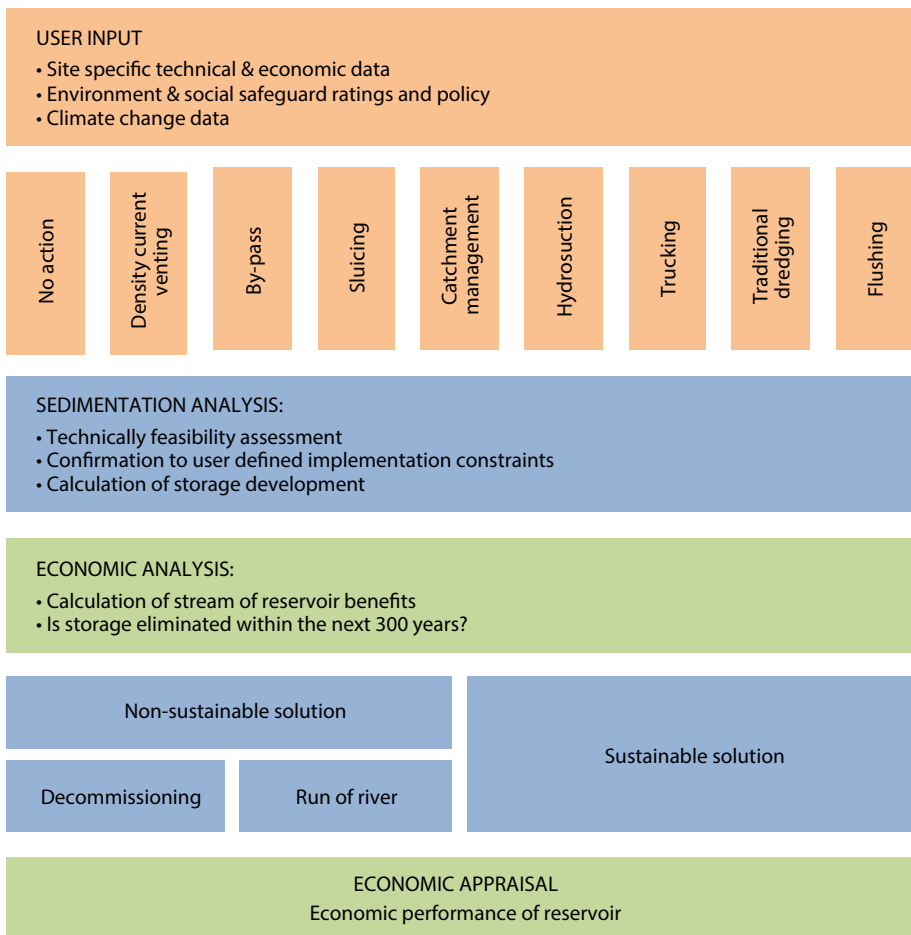 USER INPUT
• Site specific technical & economic data
• Environment & social safeguard ratings and policy
• Climate change data
No action
Density current
venting
By-pass
Sluicing
Catchment
management
Hydrosuction
Trucking
Traditional
dredging
Flushing
SEDIMENTATION ANALYSIS:
• Technically feasibility assessment
• Confirmation to user defined implementation constraints
• Calculation of storage development
ECONOMIC ANALYSIS:
• Calculation of stream of reservoir benefits
• Is storage eliminated within the next 300 years?
Non-sustainable solution
Sustainable solution
Decommissioning
Run of river
ECONOMIC APPRAISAL
Economic performance of reservoir